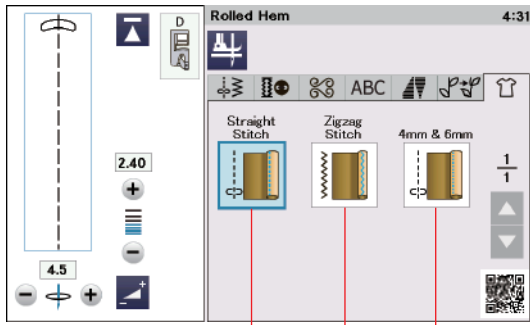 D
2.40
4.5
Rolled Hem 4:31
ABC
Straight
Stitch
Zigzag
Stitch
4mm & 6mm
1
1